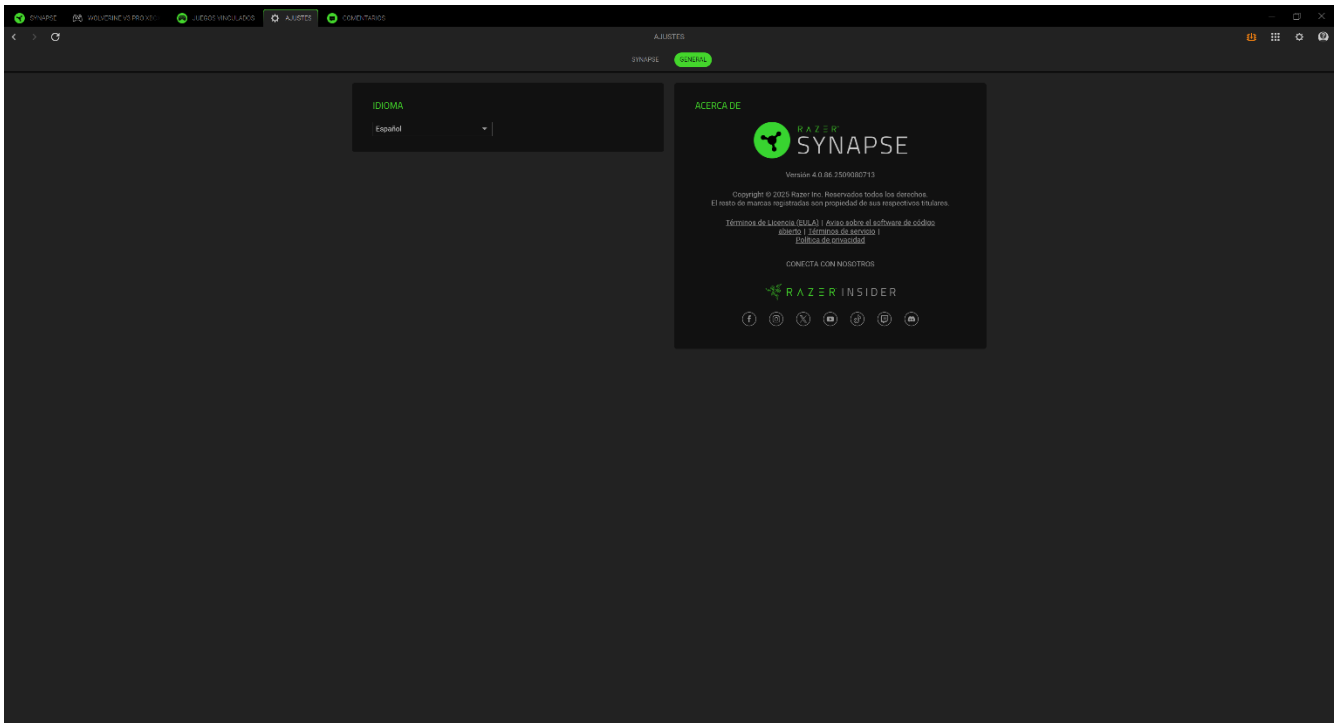 SYNAPSE
WOLVERINE V3 PRO XBO
JUEGOS VINCULADOS
AJUSTES
COMENTARIOS
AJUSTES
SYNAPSE
GENERAL
IDIOMA
Español
ACERCA DE
RAZER
SYNAPSE
Versión 4.0.86.2509080713
Copyright © 2025 Razer Inc. Reservados todos los derechos.
El resto de marcas registradas son propiedad de sus respectivos titulares.
Términos de Licencia (EULA) | Aviso sobre el software de código
abierto | Términos de servicio |
Política de privacidad
CONECTA CON NOSOTROS
RAZER INSIDER